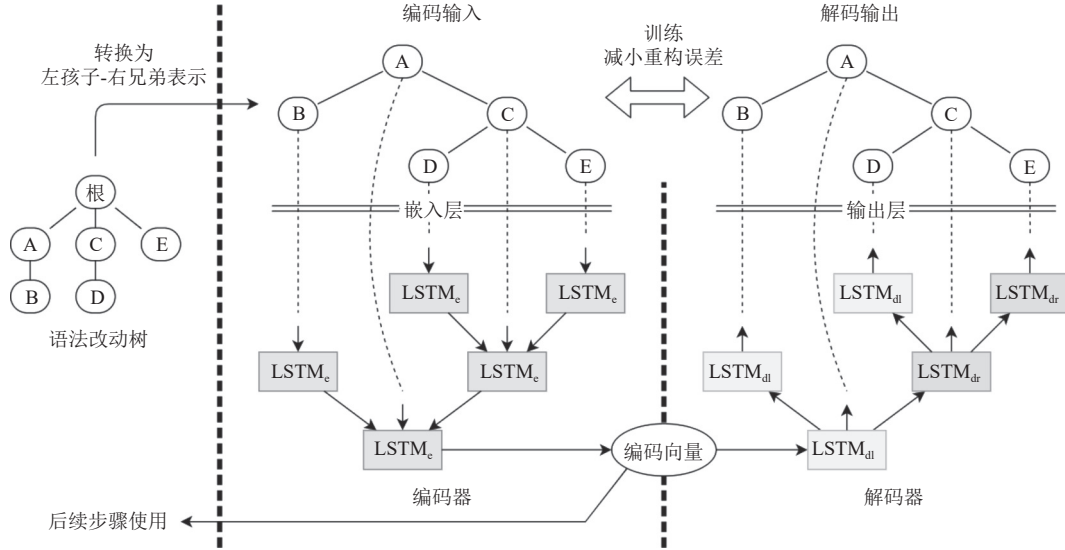 编码输入
解码输出
转换为
左孩子-右兄弟表示
训练
减小重构误差
A
B
C
D
E
A
B
C
D
E
根
A
C
E
B
D
语法改动树
嵌入层
输出层
LSTMe
LSTMe
LSTMdl
LSTMdr
LSTMe
LSTMe
LSTMdl
LSTMdr
LSTMe
编码向量
LSTMdl
编码器
解码器
后续步骤使用